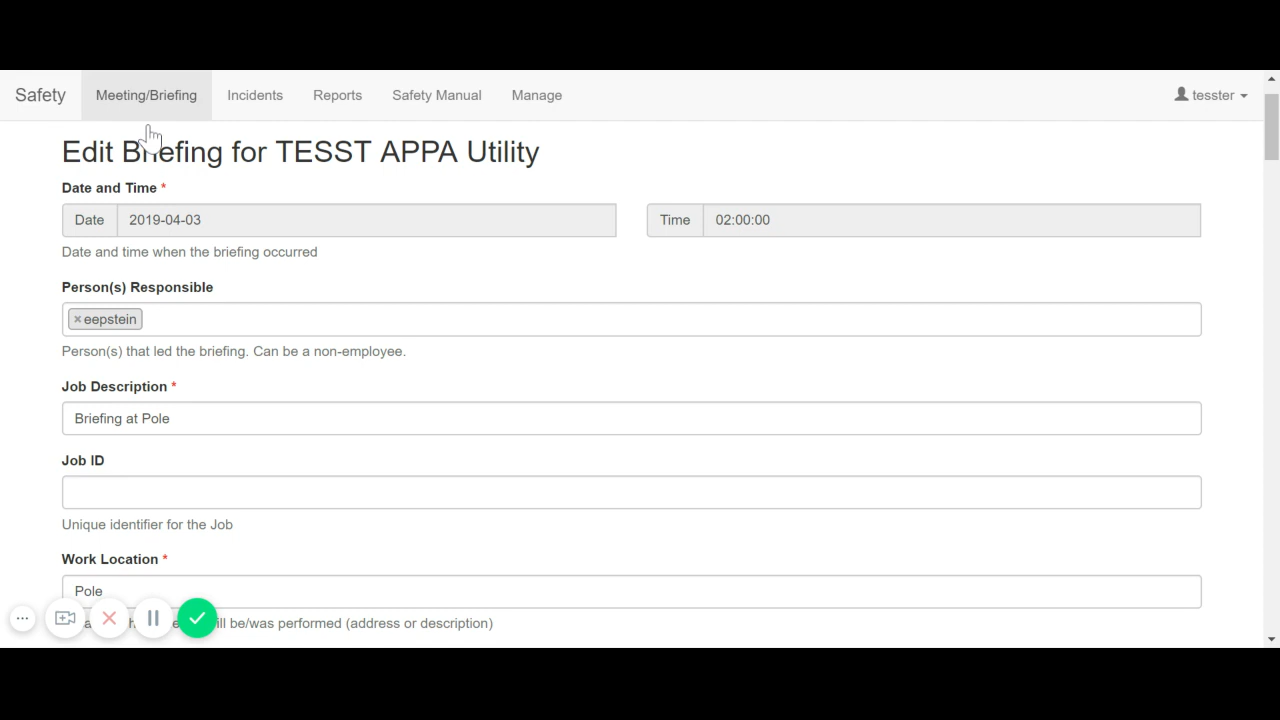 Safety Meeting/Briefing Incidents Reports Safety Manual Manage tesster
Edit Briefing for TESST APPA Utility
Date and Time *
Date 2019-04-03 Time 02:00:00
Date and time when the briefing occurred
Person(s) Responsible
× eepstein
Person(s) that led the briefing. Can be a non-employee.
Job Description *
Briefing at Pole
Job ID
Unique identifier for the Job
Work Location *
Pole
be/was performed (address or description)